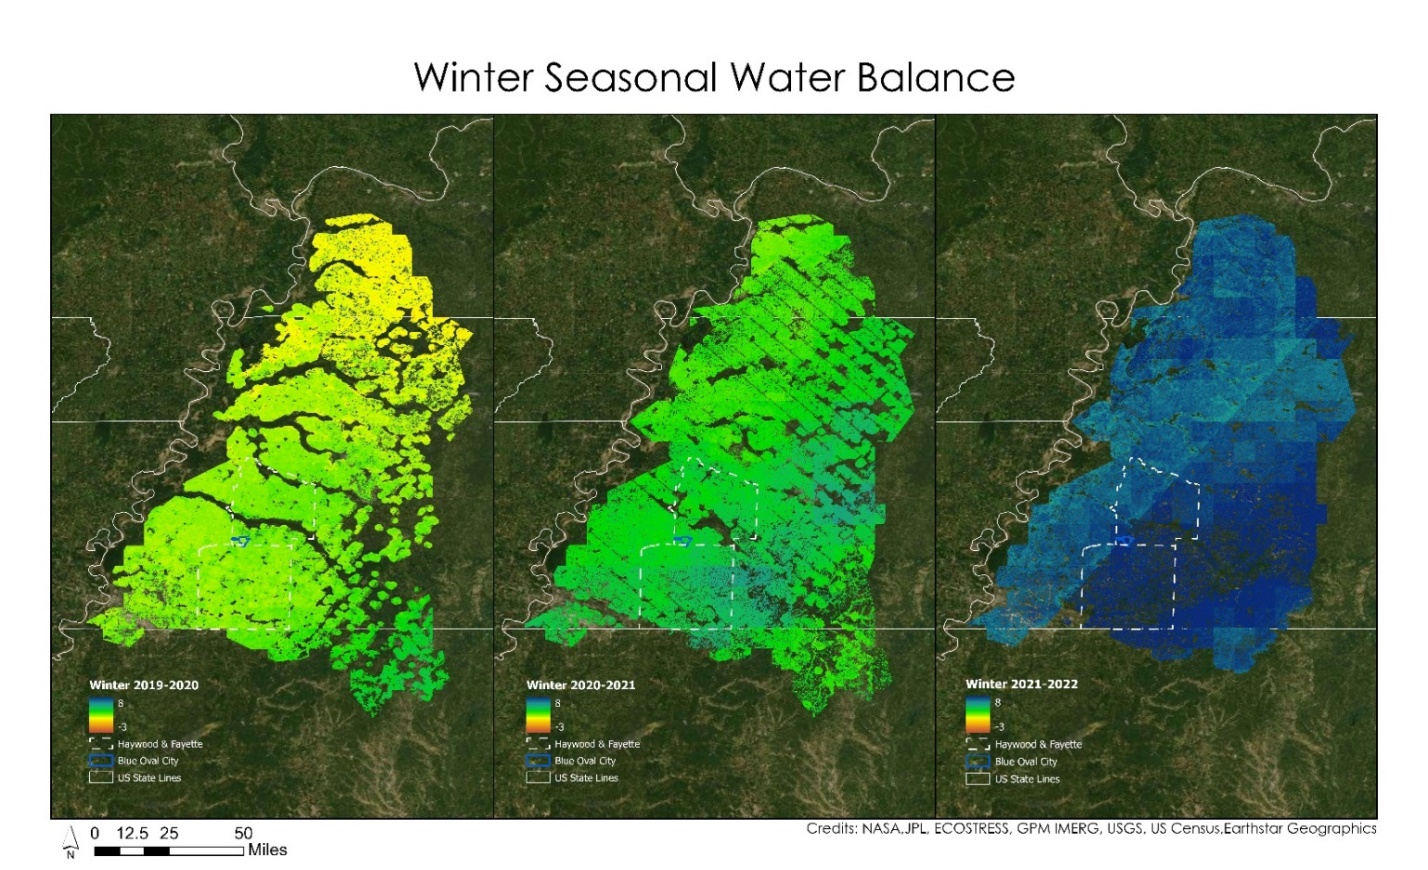 Winter Seasonal Water Balance
Winter 2019-2020
8
-3
Haywood & Fayette
Blue Oval City
US State Lines
Winter 2020-2021
8
-3
Haywood & Fayette
Blue Oval City
US State Lines
Winter 2021-2022
8
-3
Haywood & Fayette
Blue Oval City
US State Lines
N
0 12.5 25 50
Miles
Credits: NASA,JPL, ECOSTRESS, GPM IMERG, USGS, US Census,Earthstar Geographics